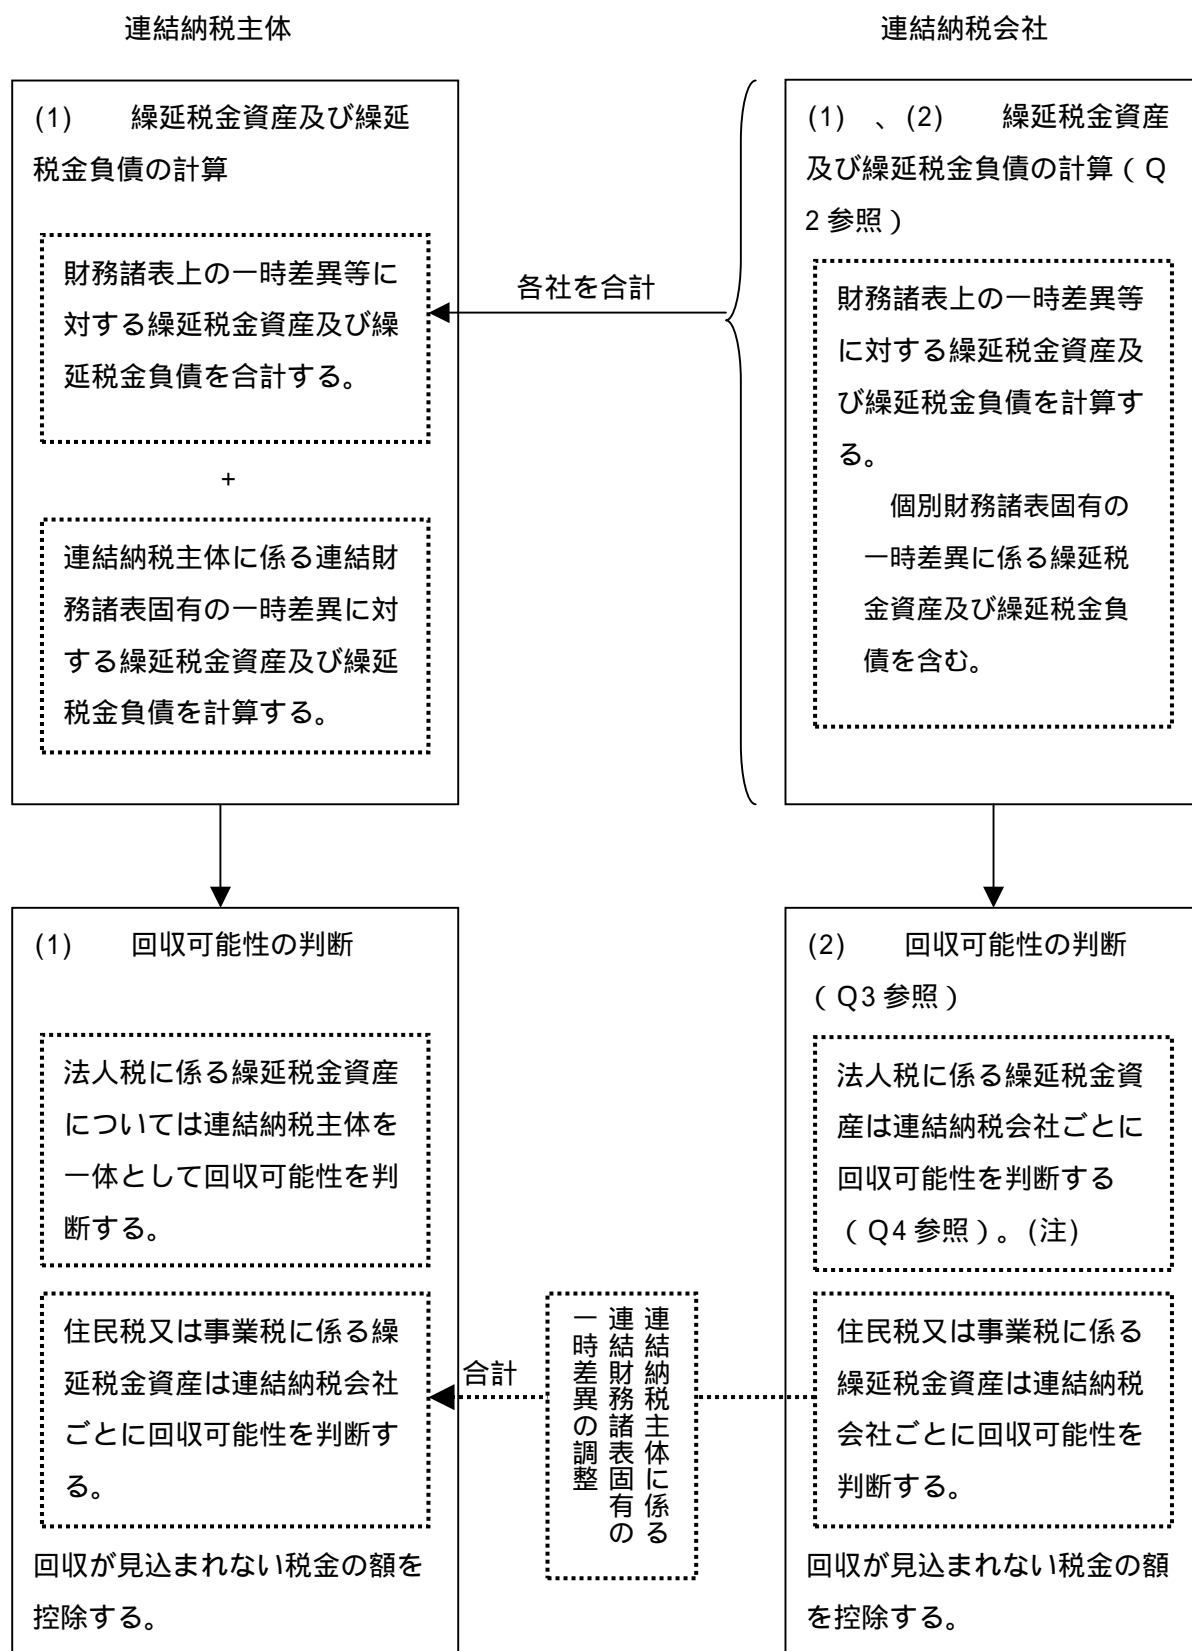 連結納税主体
(1)　繰延税金資産及び繰延
税金負債の計算
財務諸表上の一時差異等に
対する繰延税金資産及び繰
延税金負債を合計する。
+
連結納税主体に係る連結財
務諸表固有の一時差異に対
する繰延税金資産及び繰延
税金負債を計算する。
各社を合計
連結納税会社
(1) 、(2)　繰延税金資産
及び繰延税金負債の計算（Q
2 参照）
財務諸表上の一時差異等
に対する繰延税金資産及
び繰延税金負債を計算す
る。
個別財務諸表固有の
一時差異に係る繰延税
金資産及び繰延税金負
債を含む。
(1)　回収可能性の判断
法人税に係る繰延税金資産
については連結納税主体を
一体として回収可能性を判
断する。
住民税又は事業税に係る繰
延税金資産は連結納税会社
ごとに回収可能性を判断す
る。
回収が見込まれない税金の額を
控除する。
合計
連結納税主体に係る
連結財務諸表固有の
一時差異の調整
(2)　回収可能性の判断
（Q3 参照）
法人税に係る繰延税金資
産は連結納税会社ごとに
回収可能性を判断する
（Q4 参照）。(注)
住民税又は事業税に係る
繰延税金資産は連結納税
会社ごとに回収可能性を
判断する。
回収が見込まれない税金の額
を控除する。